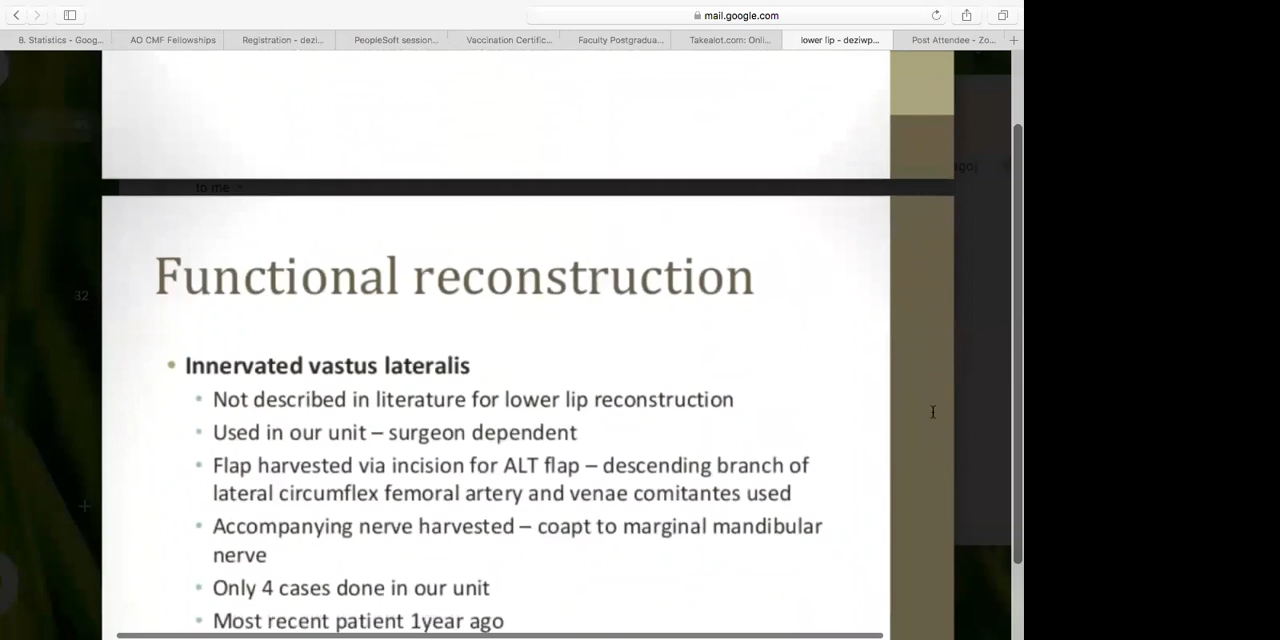 mail.google.com
8. Statistics - Goog...
AO CMF Fellowships
Registration - dezi...
PeopleSoft session...
Vaccination Certific...
Faculty Postgradua...
Takealot.com: Onli...
lower lip - deziwp...
Post Attendee - Zo...
to me
32
Functional reconstruction
Innervated vastus lateralis
Not described in literature for lower lip reconstruction
Used in our unit – surgeon dependent
Flap harvested via incision for ALT flap – descending branch of
lateral circumflex femoral artery and venae comitantes used
Accompanying nerve harvested – coapt to marginal mandibular
nerve
Only 4 cases done in our unit
Most recent patient 1year ago